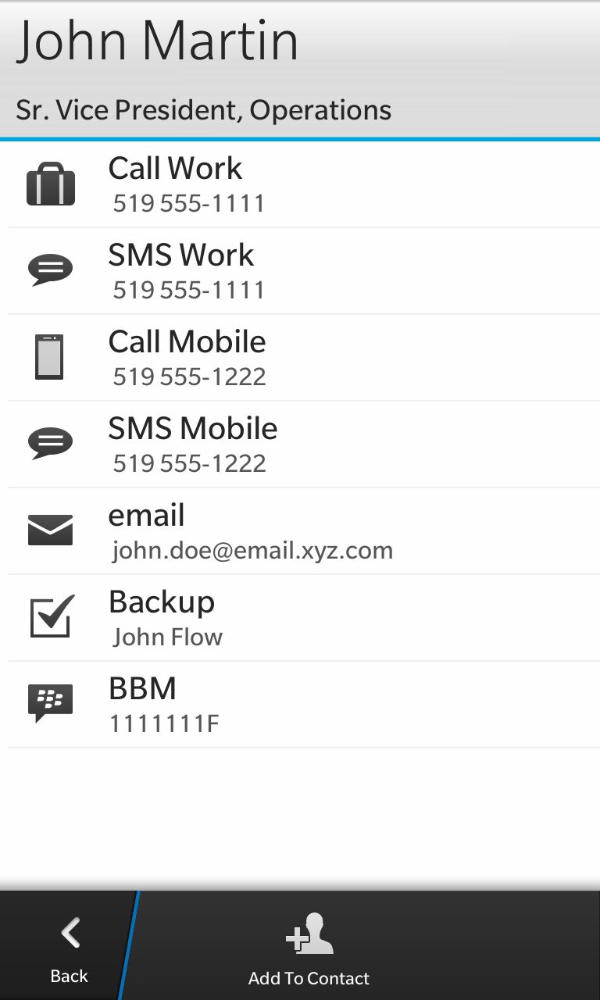 John Martin
Sr. Vice President, Operations
Call Work
519 555-1111
SMS Work
519 555-1111
Call Mobile
519 555-1222
SMS Mobile
519 555-1222
email
john.doe@email.xyz.com
Backup
John Flow
BBM
1111111F
Back
Add To Contact